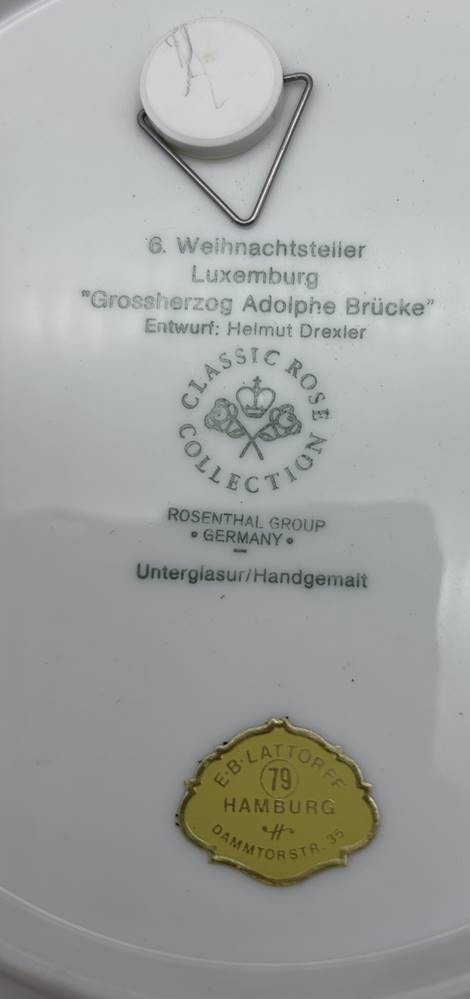 6. Weihnachtsteller
Luxemburg
"Grossherzog Adolphe Brücke"
Entwurf: Helmut Drexler
CLASSIC ROSE
COLLECTION
ROSENTHAL GROUP
• GERMANY •
Unterglasur/Handgemalt
E·B·LATTORFF
79
HAMBURG
DAMMTORSTR. 35